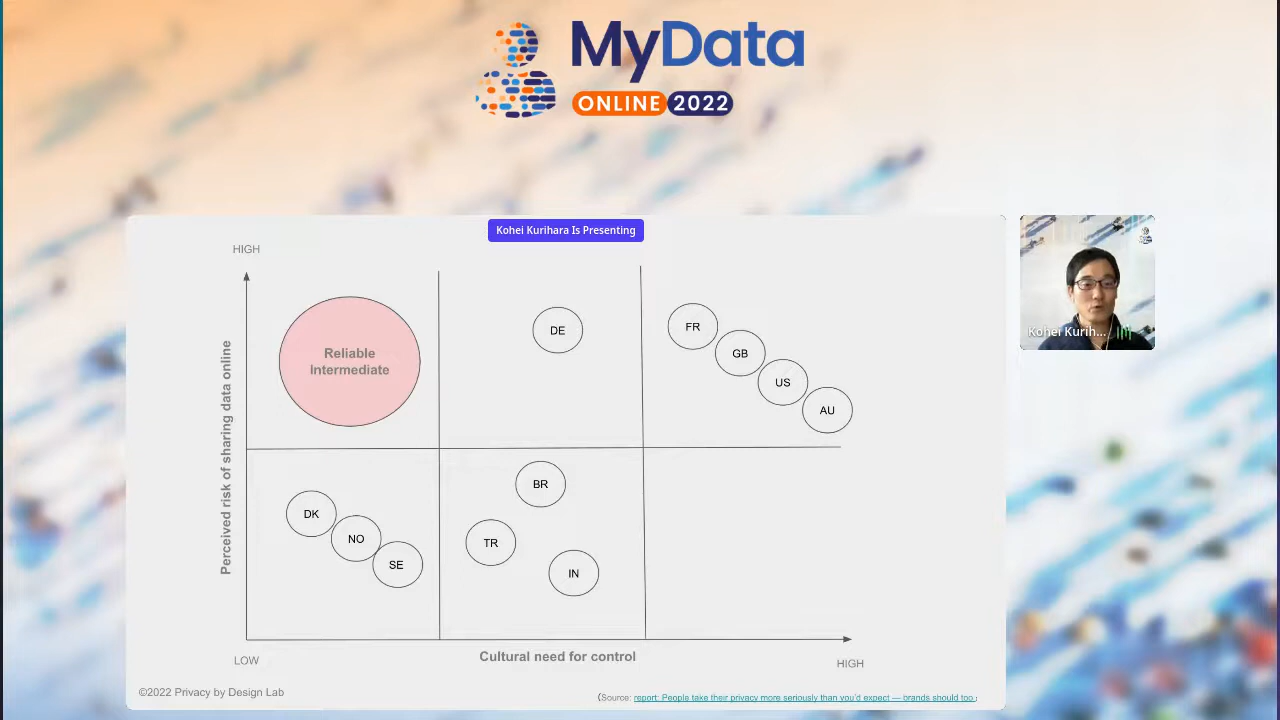 MyData
ONLINE 2022
Kohei Kurihara Is Presenting
HIGH
Reliable
Intermediate
DE
FR
GB
US
AU
Kohei Kurih...
Perceived risk of sharing data online
BR
DK
NO
TR
SE
IN
LOW
Cultural need for control
HIGH
©2022 Privacy by Design Lab
(Source: report: People take their privacy more seriously than you'd expect — brands should too